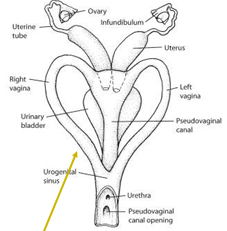 Ovary
Infundibulum
Uterine
tube
Uterus
Right
vagina
Left
vagina
Urinary
bladder
Pseudovaginal
canal
Urogenital
sinus
Urethra
Pseudovaginal
canal opening